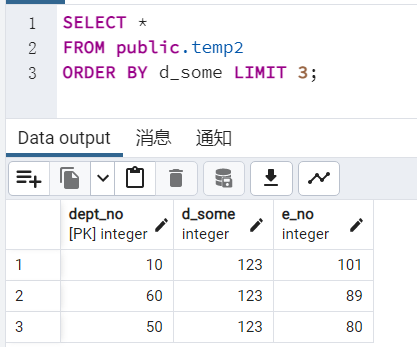 1 SELECT *
2 FROM public.temp2
3 ORDER BY d_some LIMIT 3;
Data output 消息 通知
dept_no d_some e_no
[PK] integer integer integer
1 10 123 101
2 60 123 89
3 50 123 80